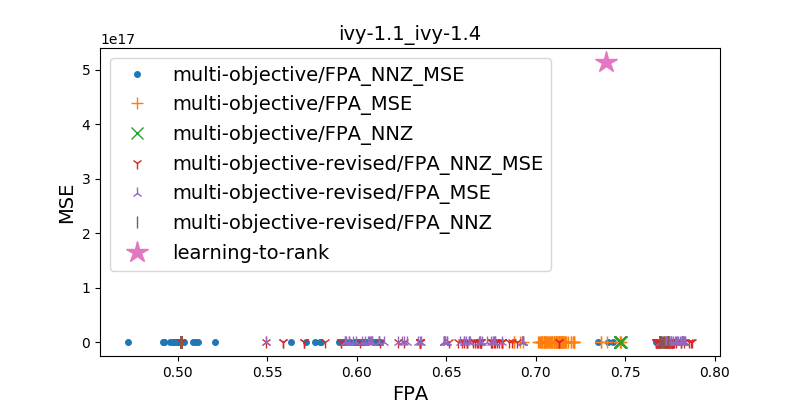 ivy-1.1_ivy-1.4
1e17
5
4
3
2
1
0
MSE
multi-objective/FPA_NNZ_MSE
multi-objective/FPA_MSE
multi-objective/FPA_NNZ
multi-objective-revised/FPA_NNZ_MSE
multi-objective-revised/FPA_MSE
multi-objective-revised/FPA_NNZ
learning-to-rank
0.50 0.55 0.60 0.65 0.70 0.75 0.80
FPA